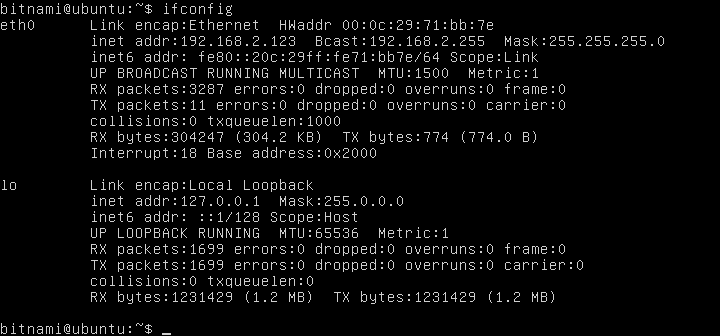 bitnami@ubuntu:~$ ifconfig
eth0      Link encap:Ethernet  HWaddr 00:0c:29:71:bb:7e
          inet addr:192.168.2.123  Bcast:192.168.2.255  Mask:255.255.255.0
          inet6 addr: fe80::20c:29ff:fe71:bb7e/64 Scope:Link
          UP BROADCAST RUNNING MULTICAST  MTU:1500  Metric:1
          RX packets:3287 errors:0 dropped:0 overruns:0 frame:0
          TX packets:11 errors:0 dropped:0 overruns:0 carrier:0
          collisions:0 txqueuelen:1000
          RX bytes:304247 (304.2 KB)  TX bytes:774 (774.0 B)
          Interrupt:18 Base address:0x2000
lo        Link encap:Local Loopback
          inet addr:127.0.0.1  Mask:255.0.0.0
          inet6 addr: ::1/128 Scope:Host
          UP LOOPBACK RUNNING  MTU:65536  Metric:1
          RX packets:1699 errors:0 dropped:0 overruns:0 frame:0
          TX packets:1699 errors:0 dropped:0 overruns:0 carrier:0
          collisions:0 txqueuelen:0
          RX bytes:1231429 (1.2 MB)  TX bytes:1231429 (1.2 MB)
bitnami@ubuntu:~$ _